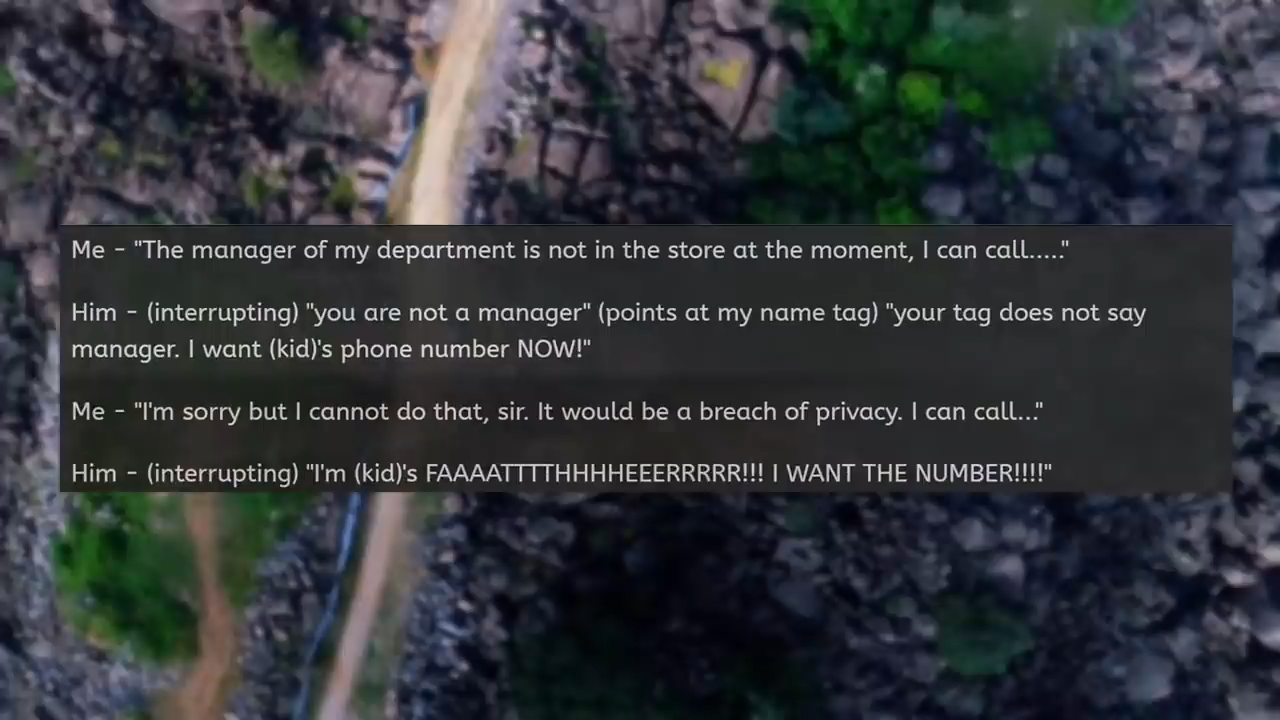 Me - "The manager of my department is not in the store at the moment, I can call....."
Him - (interrupting) "you are not a manager" (points at my name tag) "your tag does not say
manager. I want (kid)'s phone number NOW!"
Me - "I'm sorry but I cannot do that, sir. It would be a breach of privacy. I can call..."
Him - (interrupting) "I'm (kid)'s FAAAATTTTHHHHEEERRRRR!!! I WANT THE NUMBER!!!!"